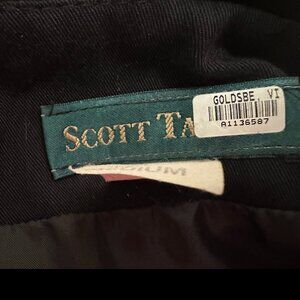 GOLDSBE, VI
A1136587
SCOTT TA